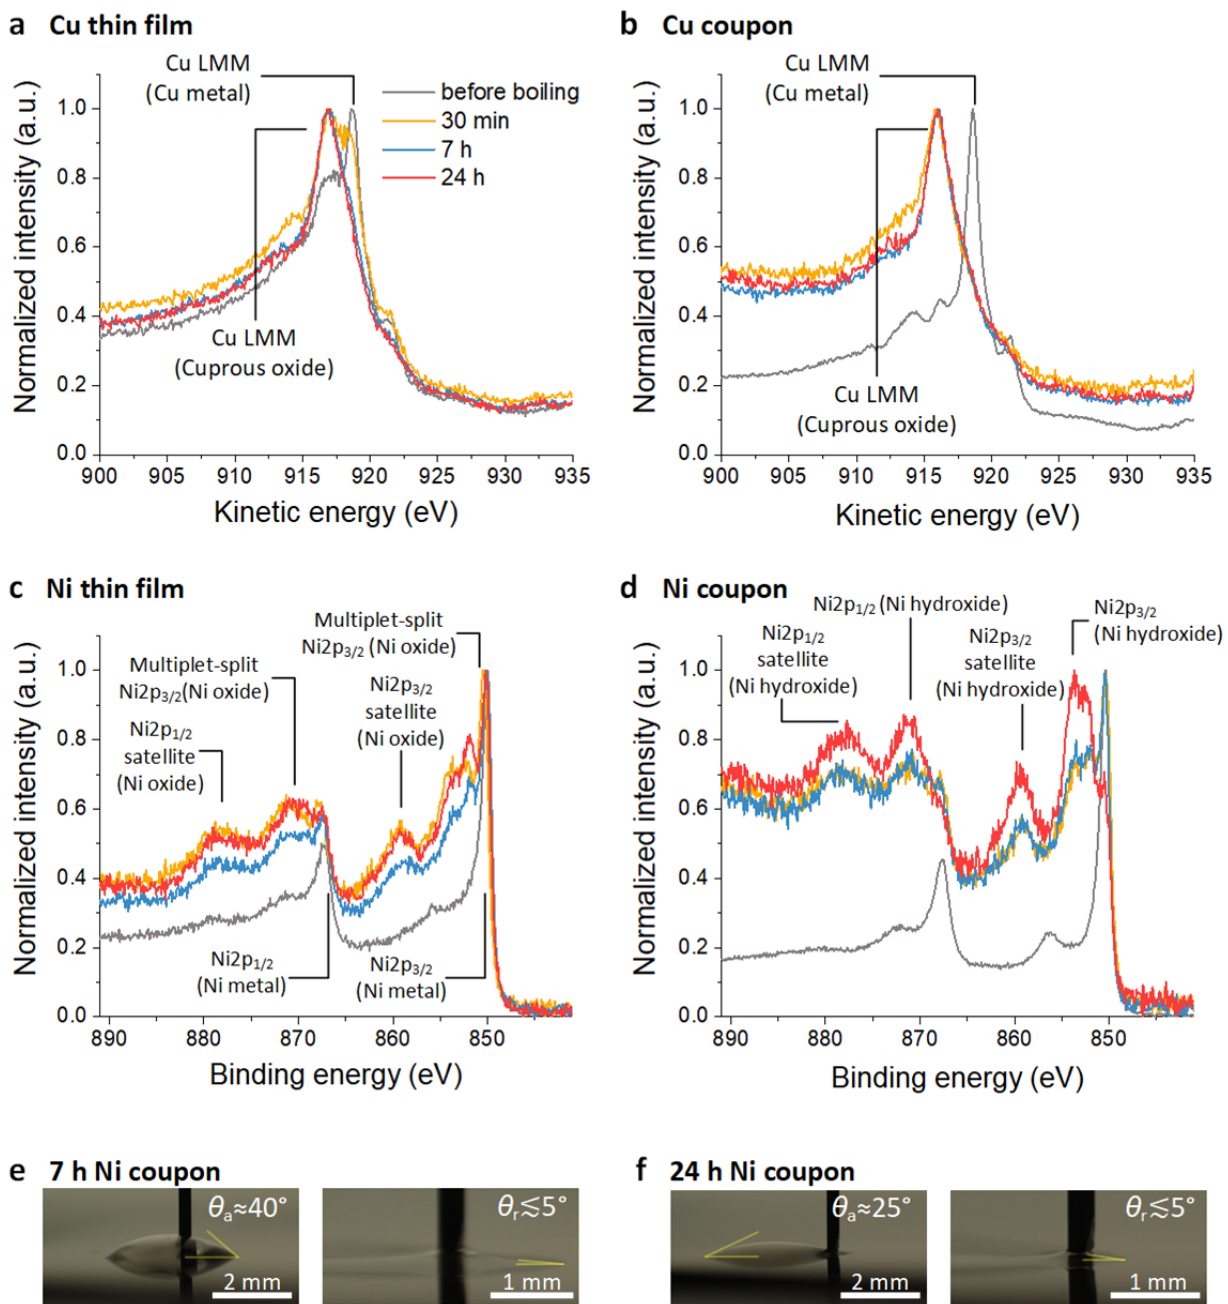 a Cu thin film
Cu LMM
(Cu metal)
before boiling
30 min
7 h
24 h
Cu LMM
(Cuprous oxide)
Normalized intensity (a.u.)
1.0
0.8
0.6
0.4
0.2
0.0
900 905 910 915 920 925 930 935
Kinetic energy (eV)
b Cu coupon
Cu LMM
(Cu metal)
Cu LMM
(Cuprous oxide)
Normalized intensity (a.u.)
1.0
0.8
0.6
0.4
0.2
0.0
900 905 910 915 920 925 930 935
Kinetic energy (eV)
c Ni thin film
Multiplet-split
Ni2p3/2 (Ni oxide)
Multiplet-split
Ni2p3/2(Ni oxide)
Ni2p3/2
satellite
(Ni oxide)
Ni2p1/2
satellite
(Ni oxide)
Ni2p1/2
(Ni metal)
Ni2p3/2
(Ni metal)
Normalized intensity (a.u.)
1.0
0.8
0.6
0.4
0.2
0.0
890 880 870 860 850
Binding energy (eV)
d Ni coupon
Ni2p1/2 (Ni hydroxide)
Ni2p3/2
(Ni hydroxide)
Ni2p1/2
satellite
(Ni hydroxide)
Ni2p3/2
satellite
(Ni hydroxide)
Normalized intensity (a.u.)
1.0
0.8
0.6
0.4
0.2
0.0
890 880 870 860 850
Binding energy (eV)
e 7 h Ni coupon
θa≈40°
2 mm
θr≲5°
1 mm
f 24 h Ni coupon
θa≈25°
2 mm
θr≲5°
1 mm